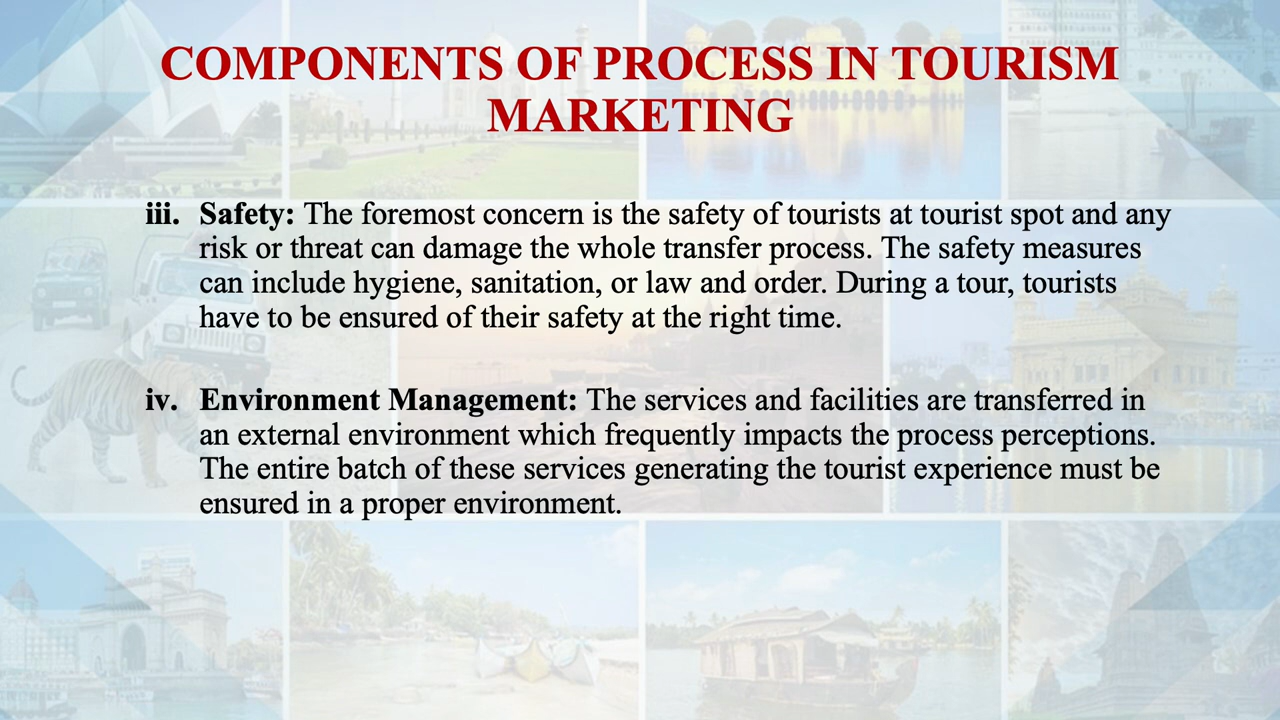 COMPONENTS OF PROCESS IN TOURISM
MARKETING
iii. Safety: The foremost concern is the safety of tourists at tourist spot and any
risk or threat can damage the whole transfer process. The safety measures
can include hygiene, sanitation, or law and order. During a tour, tourists
have to be ensured of their safety at the right time.
iv. Environment Management: The services and facilities are transferred in
an external environment which frequently impacts the process perceptions.
The entire batch of these services generating the tourist experience must be
ensured in a proper environment.